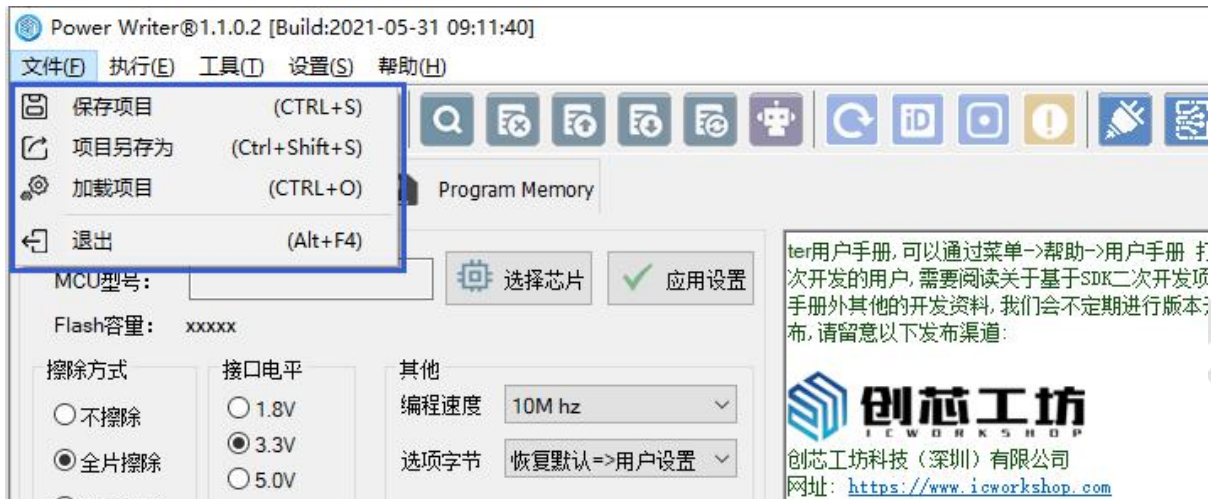 Power Writer®1.1.0.2 [Build:2021-05-31 09:11:40]
文件(F) 执行(E) 工具(T) 设置(S) 帮助(H)
保存项目 (CTRL+S)
项目另存为 (Ctrl+Shift+S)
加载项目 (CTRL+O)
退出 (Alt+F4)
iD
Program Memory
MCU型号:
选择芯片
应用设置
Flash容量: xxxxx
擦除方式
不擦除
全片擦除
接口电平
1.8V
3.3V
5.0V
其他
编程速度 10M hz
选项字节 恢复默认=>用户设置
ter用户手册,可以通过菜单->帮助->用户手册
次开发的用户,需要阅读关于基于SDK二次开发项
手册外其他的开发资料,我们会不定期进行版本
布,请留意以下发布渠道:
创芯工坊
ICWORKSHOP
创芯工坊科技（深圳）有限公司
网址: https://www.icworkshop.com